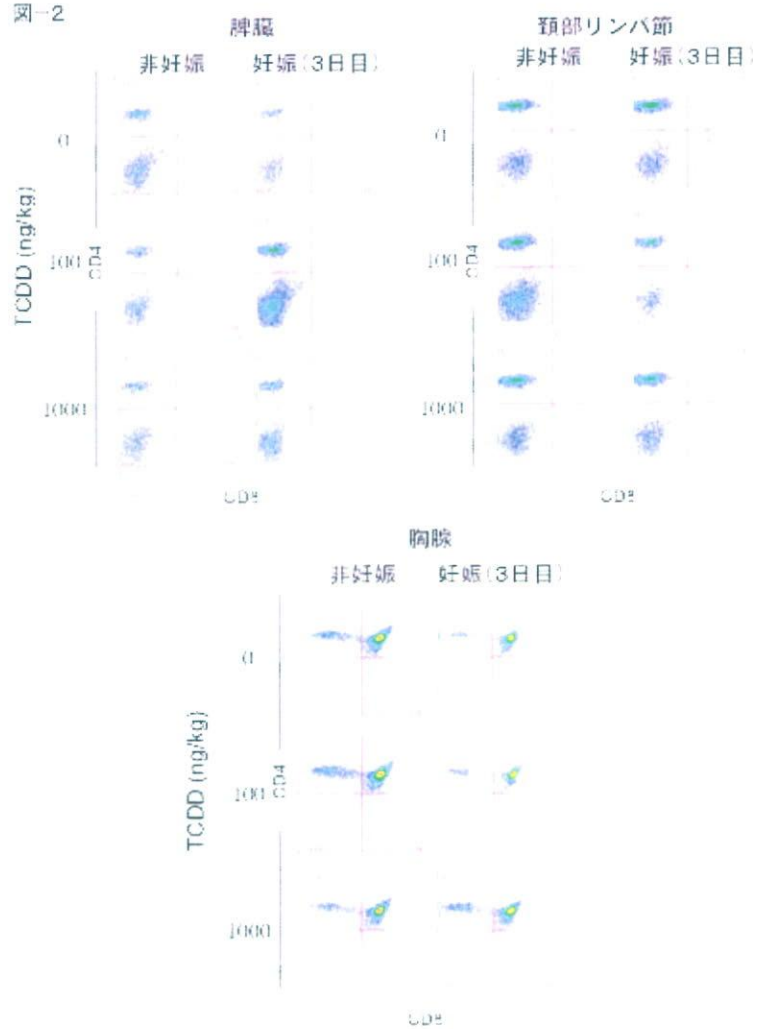 図-2
脾臓
非妊娠 妊娠(3日目)
TCDD (ng/kg)
0
100
1000
CD4
CD8
頚部リンパ節
非妊娠 妊娠(3日目)
0
100
1000
CD4
CD8
胸腺
非妊娠 妊娠(3日目)
TCDD (ng/kg)
0
100
1000
CD4
CD8